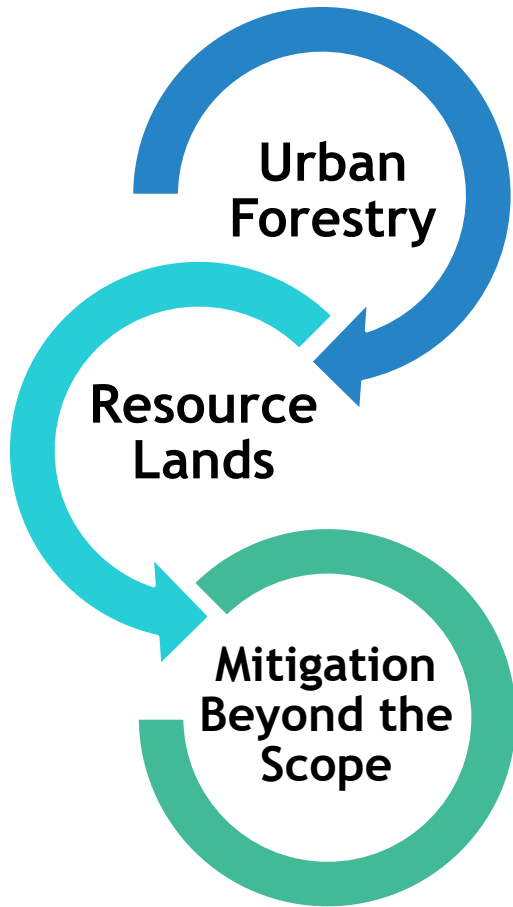 Urban
Forestry
Resource
Lands
Mitigation
Beyond the
Scope